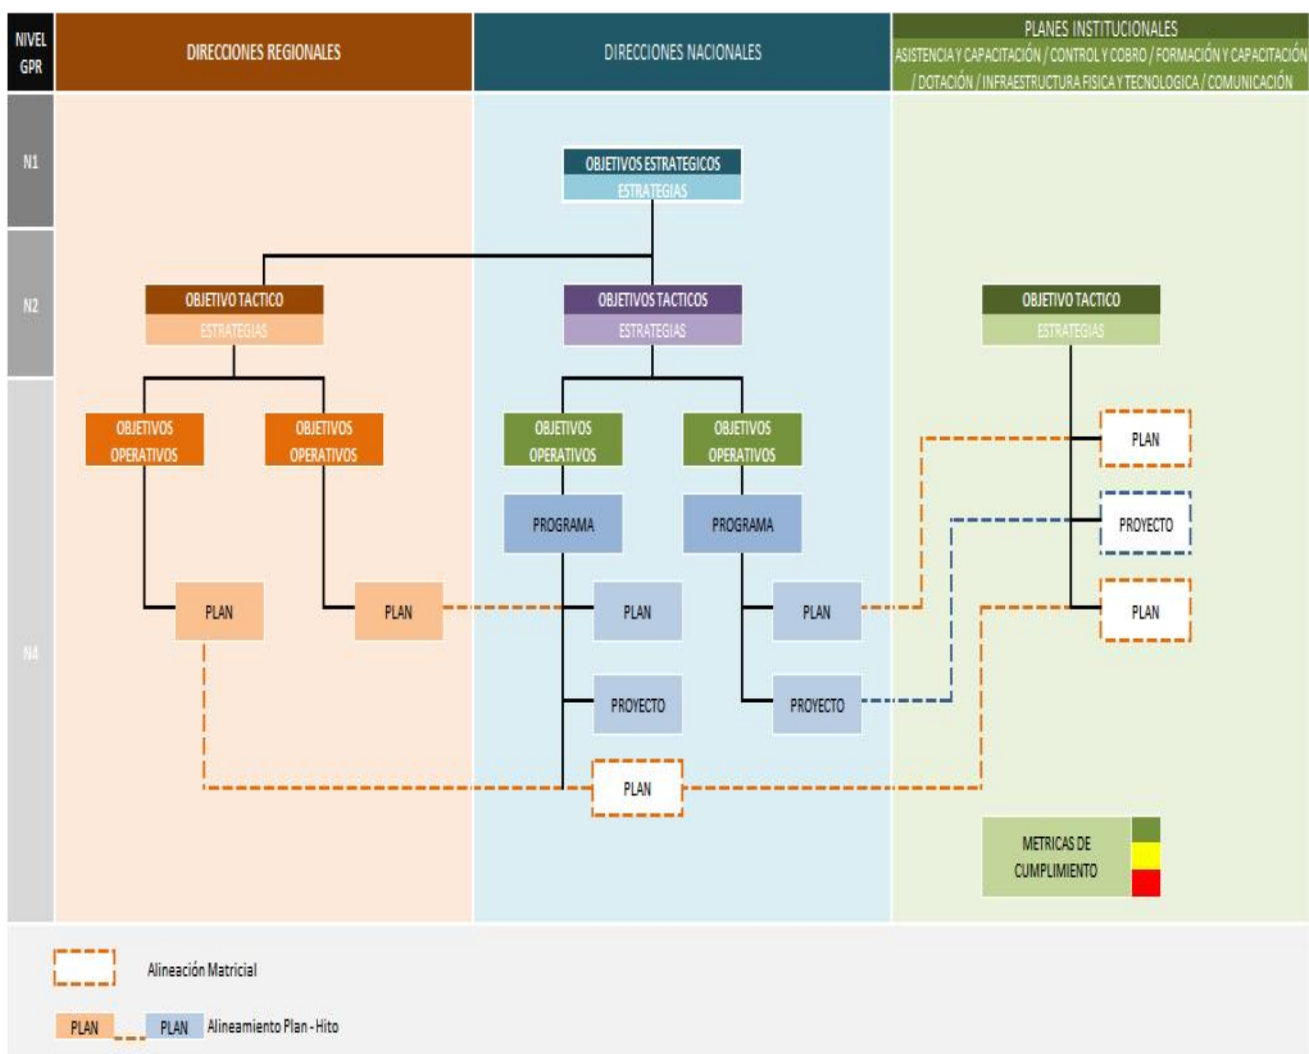 NIVEL
GPR
DIRECCIONES REGIONALES
DIRECCIONES NACIONALES
PLANES INSTITUCIONALES
ASISTENCIA Y CAPACITACIÓN / CONTROL Y COBRO / FORMACIÓN Y CAPACITACIÓN
/ DOTACIÓN / INFRAESTRUCTURA FISICA Y TECNOLOGICA / COMUNICACIÓN
N1
OBJETIVOS ESTRATEGICOS
ESTRATEGIAS
N2
OBJETIVO TACTICO
ESTRATEGIAS
OBJETIVOS TACTICOS
ESTRATEGIAS
OBJETIVO TACTICO
ESTRATEGIAS
N4
OBJETIVOS
OPERATIVOS
OBJETIVOS
OPERATIVOS
OBJETIVOS
OPERATIVOS
OBJETIVOS
OPERATIVOS
PLAN
PROGRAMA
PROGRAMA
PROYECTO
PLAN
PLAN
PLAN
PLAN
PLAN
PROYECTO
PROYECTO
PLAN
METRICAS DE
CUMPLIMIENTO
Alineación Matricial
PLAN
PLAN
Alineamiento Plan - Hito